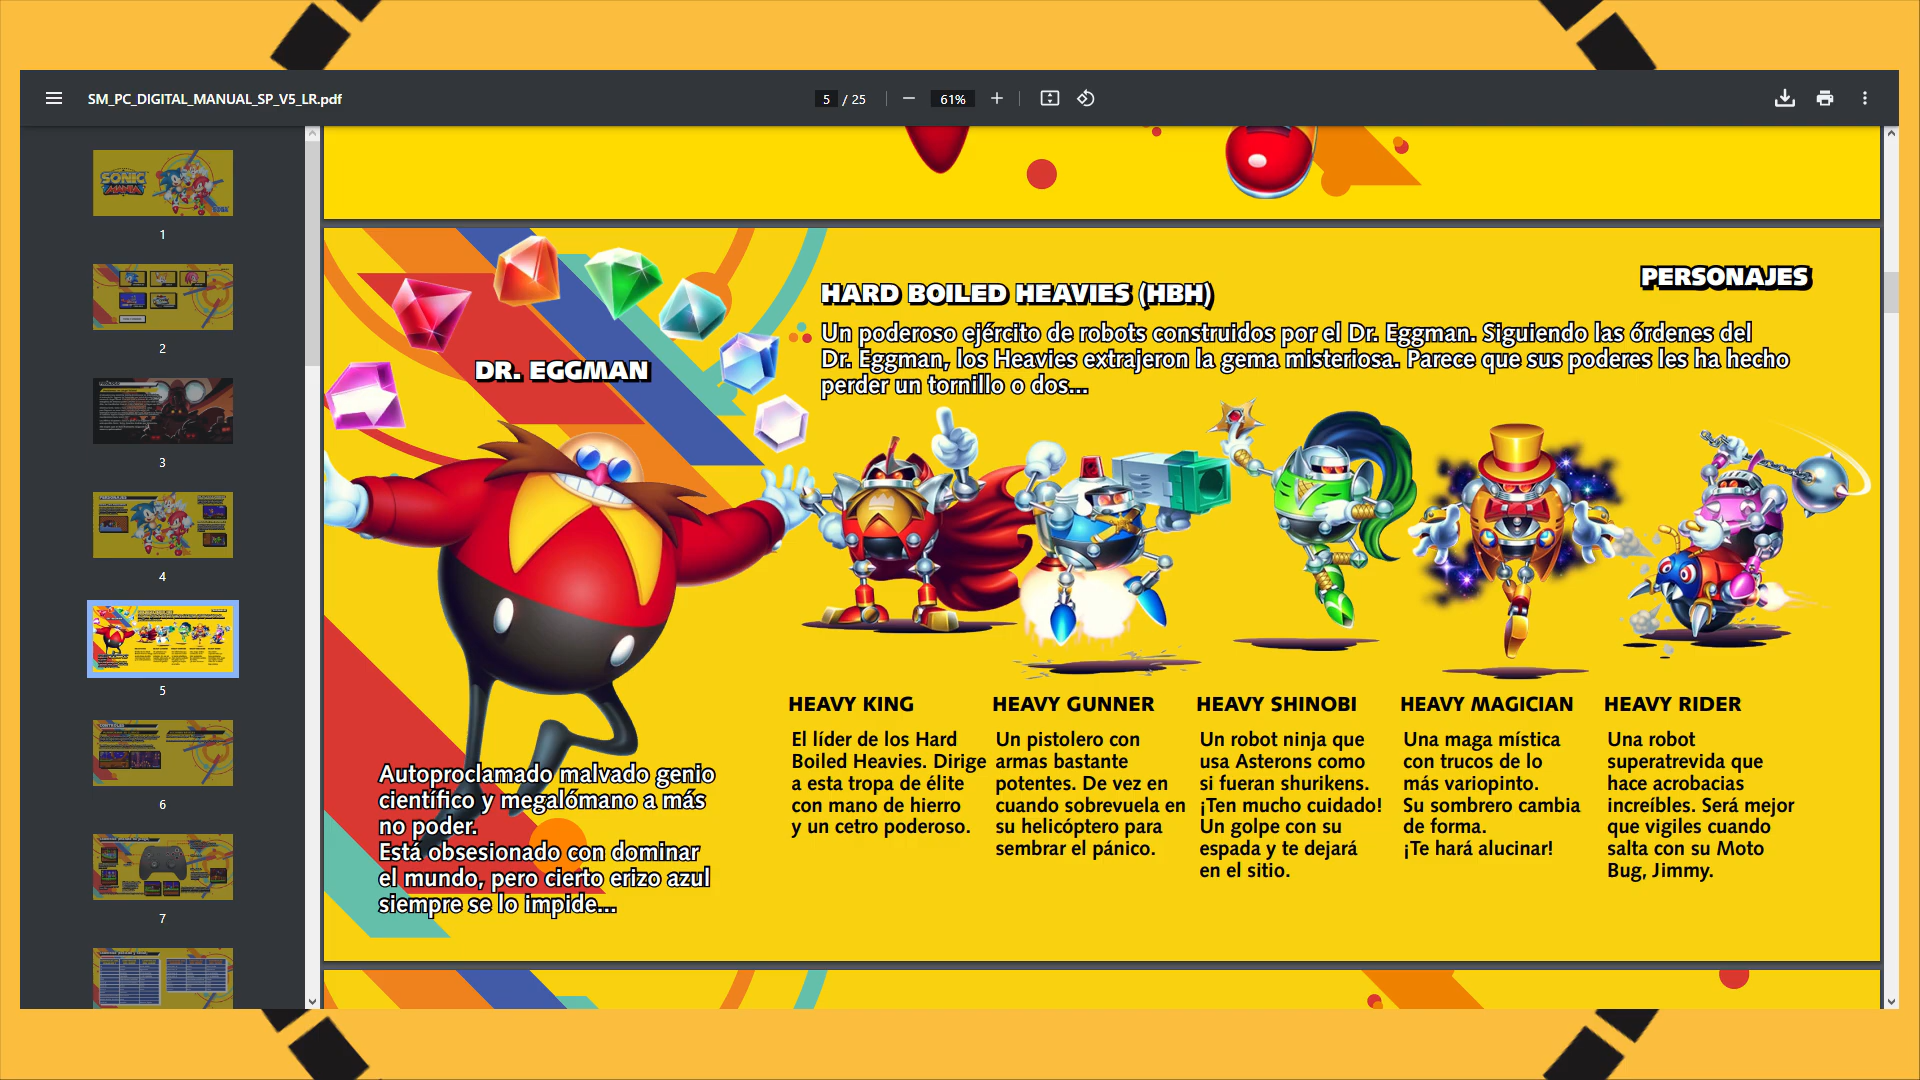 SM_PC_DIGITAL_MANUAL_SP_V5_LR.pdf
5 / 25
61%
SONIC
MANIA
1
2
3
4
5
6
7
PERSONAJES
DR. EGGMAN
Autoproclamado malvado genio
científico y megalómano a más
no poder.
Está obsesionado con dominar
el mundo, pero cierto erizo azul
siempre se lo impide...
HARD BOILED HEAVIES (HBH)
Un poderoso ejército de robots construidos por el Dr. Eggman. Siguiendo las órdenes del
Dr. Eggman, los Heavies extrajeron la gema misteriosa. Parece que sus poderes les ha hecho
perder un tornillo o dos...
HEAVY KING
El líder de los Hard
Boiled Heavies. Dirige
a esta tropa de élite
con mano de hierro
y un cetro poderoso.
HEAVY GUNNER
Un pistolero con
armas bastante
potentes. De vez en
cuando sobrevuela en
su helicóptero para
sembrar el pánico.
HEAVY SHINOBI
Un robot ninja que
usa Asterons como
si fueran shurikens.
¡Ten mucho cuidado!
Un golpe con su
espada y te dejará
en el sitio.
HEAVY MAGICIAN
Una maga mística
con trucos de lo
más variopinto.
Su sombrero cambia
de forma.
¡Te hará alucinar!
HEAVY RIDER
Una robot
superatrevida que
hace acrobacias
increíbles. Será mejor
que vigiles cuando
salta con su Moto
Bug, Jimmy.